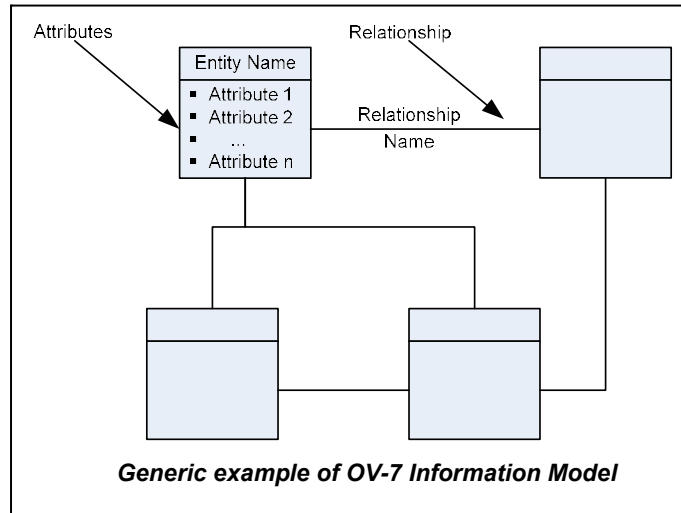 Attributes
Relationship
Entity Name
▪ Attribute 1
▪ Attribute 2
▪ ...
▪ Attribute n
Relationship
Name
Generic example of OV-7 Information Model